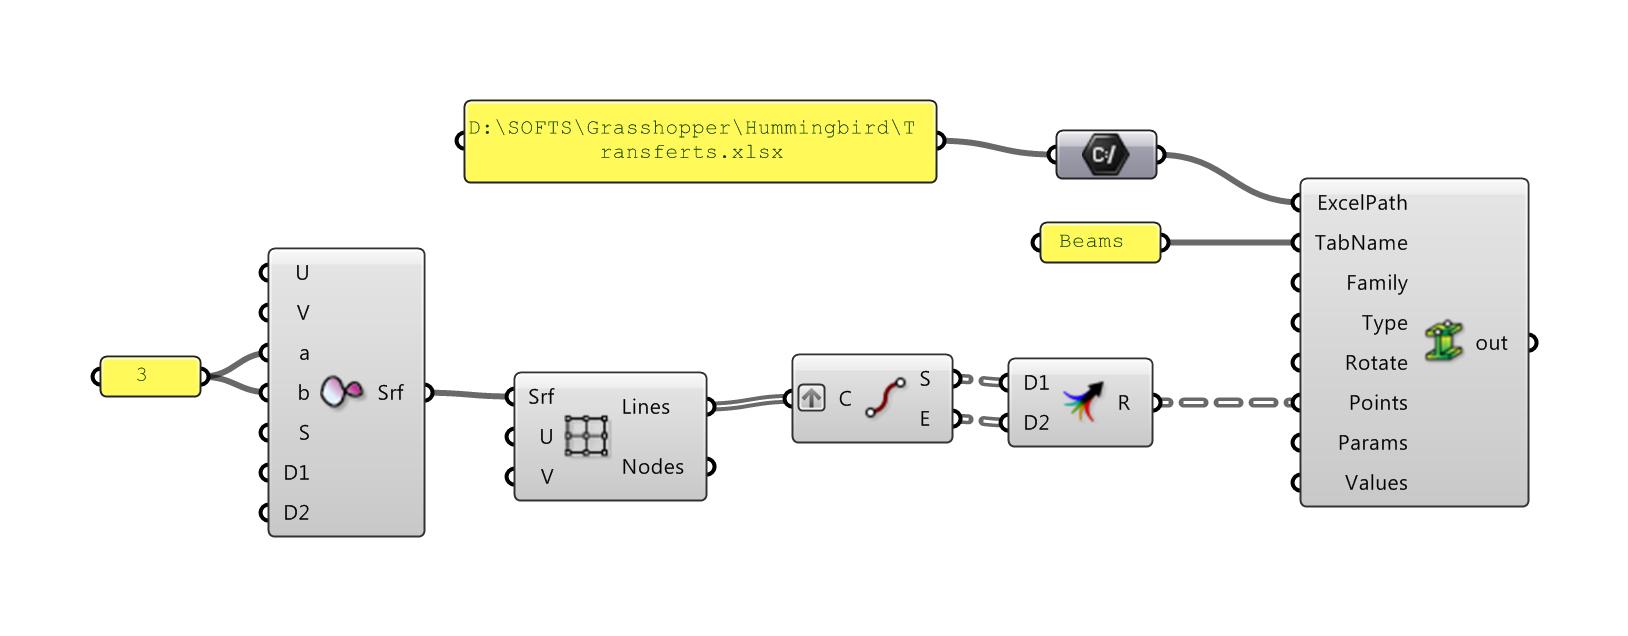 D:\SOFTS\Grasshopper\Hummingbird\T
ransferts.xlsx
C:/
Beams
3
U
V
a
b
S
D1
D2
Srf
Srf
U
V
Lines
Nodes
C
S
E
D1
D2
R
ExcelPath
TabName
Family
Type
Rotate
Points
Params
Values
out